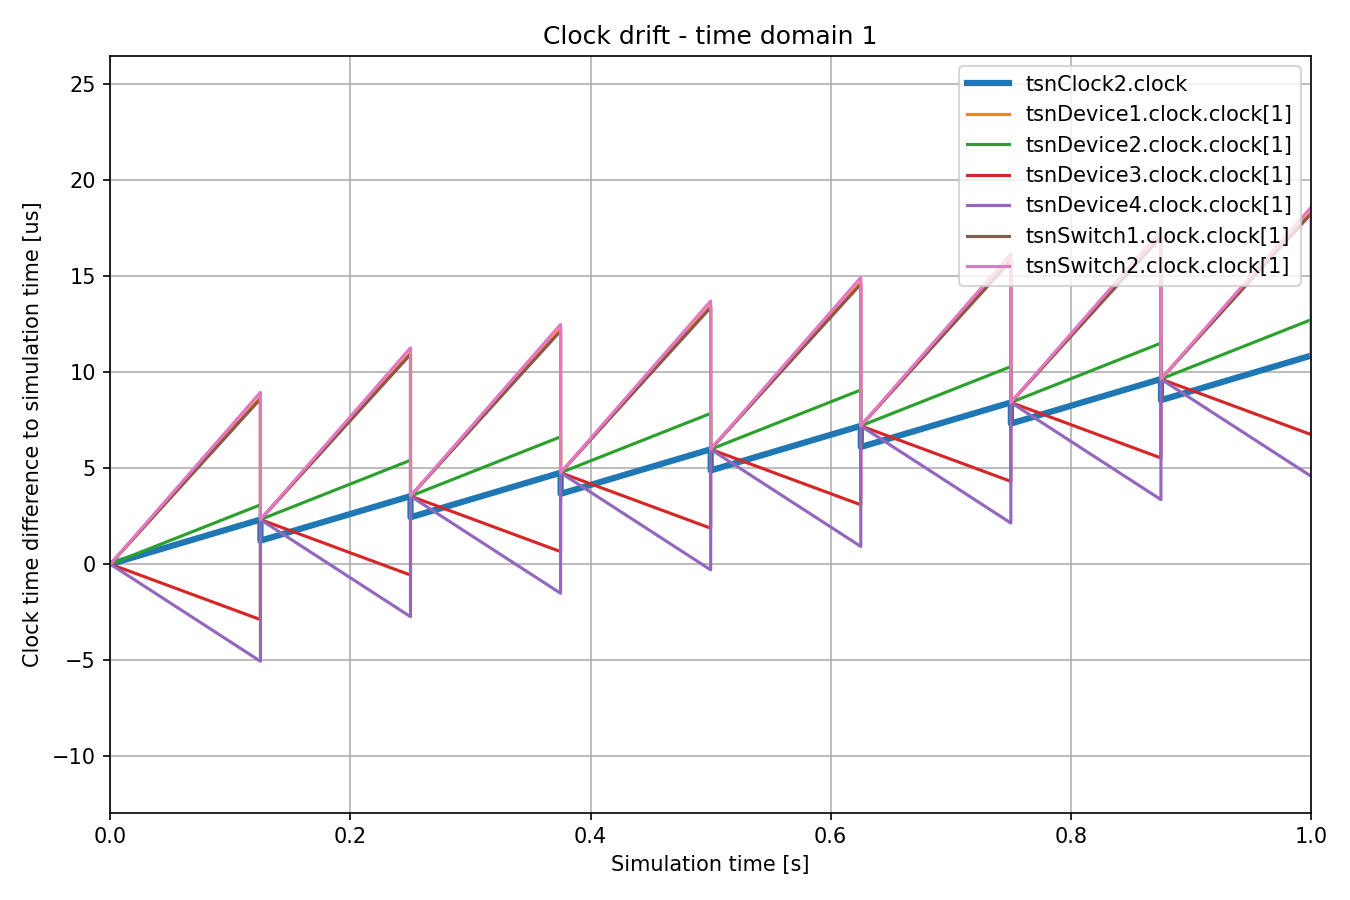 Clock drift - time domain 1
Clock time difference to simulation time [us]
25
20
15
10
5
0
−5
−10
tsnClock2.clock
tsnDevice1.clock.clock[1]
tsnDevice2.clock.clock[1]
tsnDevice3.clock.clock[1]
tsnDevice4.clock.clock[1]
tsnSwitch1.clock.clock[1]
tsnSwitch2.clock.clock[1]
0.0 0.2 0.4 0.6 0.8 1.0
Simulation time [s]